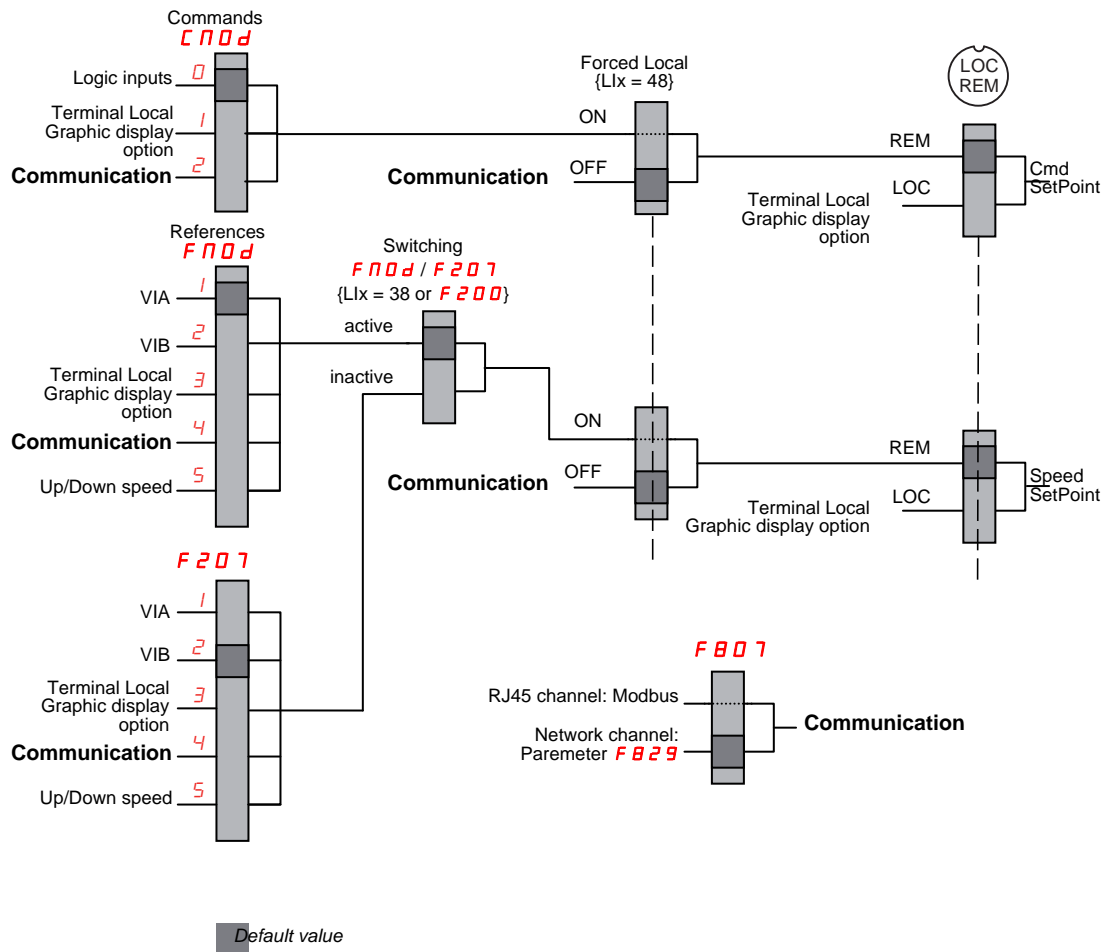 Commands
CNOd
Logic inputs 0
Terminal Local
Graphic display
option
1
Communication 2
Forced Local
{LIx = 48}
ON
Communication OFF
LOC
REM
REM
LOC
Terminal Local
Graphic display
option
Cmd
SetPoint
References
FNOd
VIA 1
VIB 2
Terminal Local
Graphic display
option
3
Communication 4
Up/Down speed 5
Switching
FNOd / F207
{LIx = 38 or F200}
active
inactive
ON
Communication OFF
REM
LOC
Terminal Local
Graphic display option
Speed
SetPoint
F207
VIA 1
VIB 2
Terminal Local
Graphic display
option
3
Communication 4
Up/Down speed 5
F807
RJ45 channel: Modbus
Network channel:
Paremeter F829
Communication
Default value